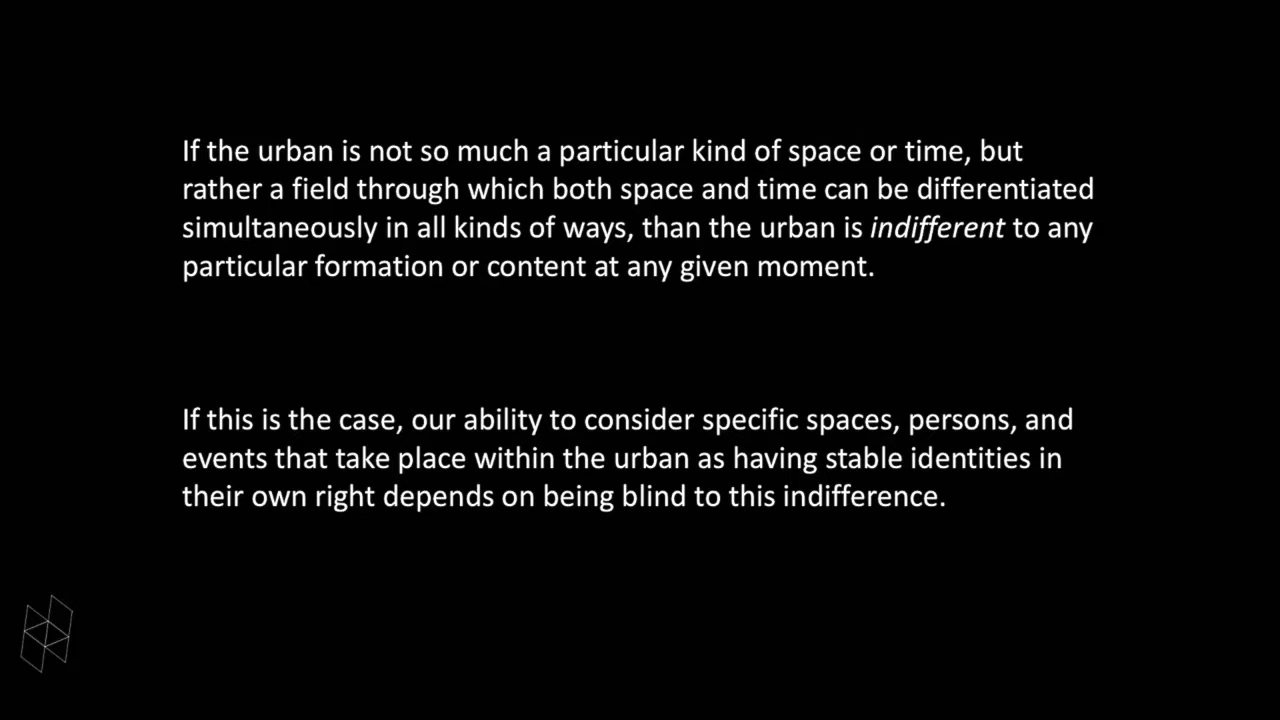 If the urban is not so much a particular kind of space or time, but
rather a field through which both space and time can be differentiated
simultaneously in all kinds of ways, than the urban is indifferent to any
particular formation or content at any given moment.
If this is the case, our ability to consider specific spaces, persons, and
events that take place within the urban as having stable identities in
their own right depends on being blind to this indifference.